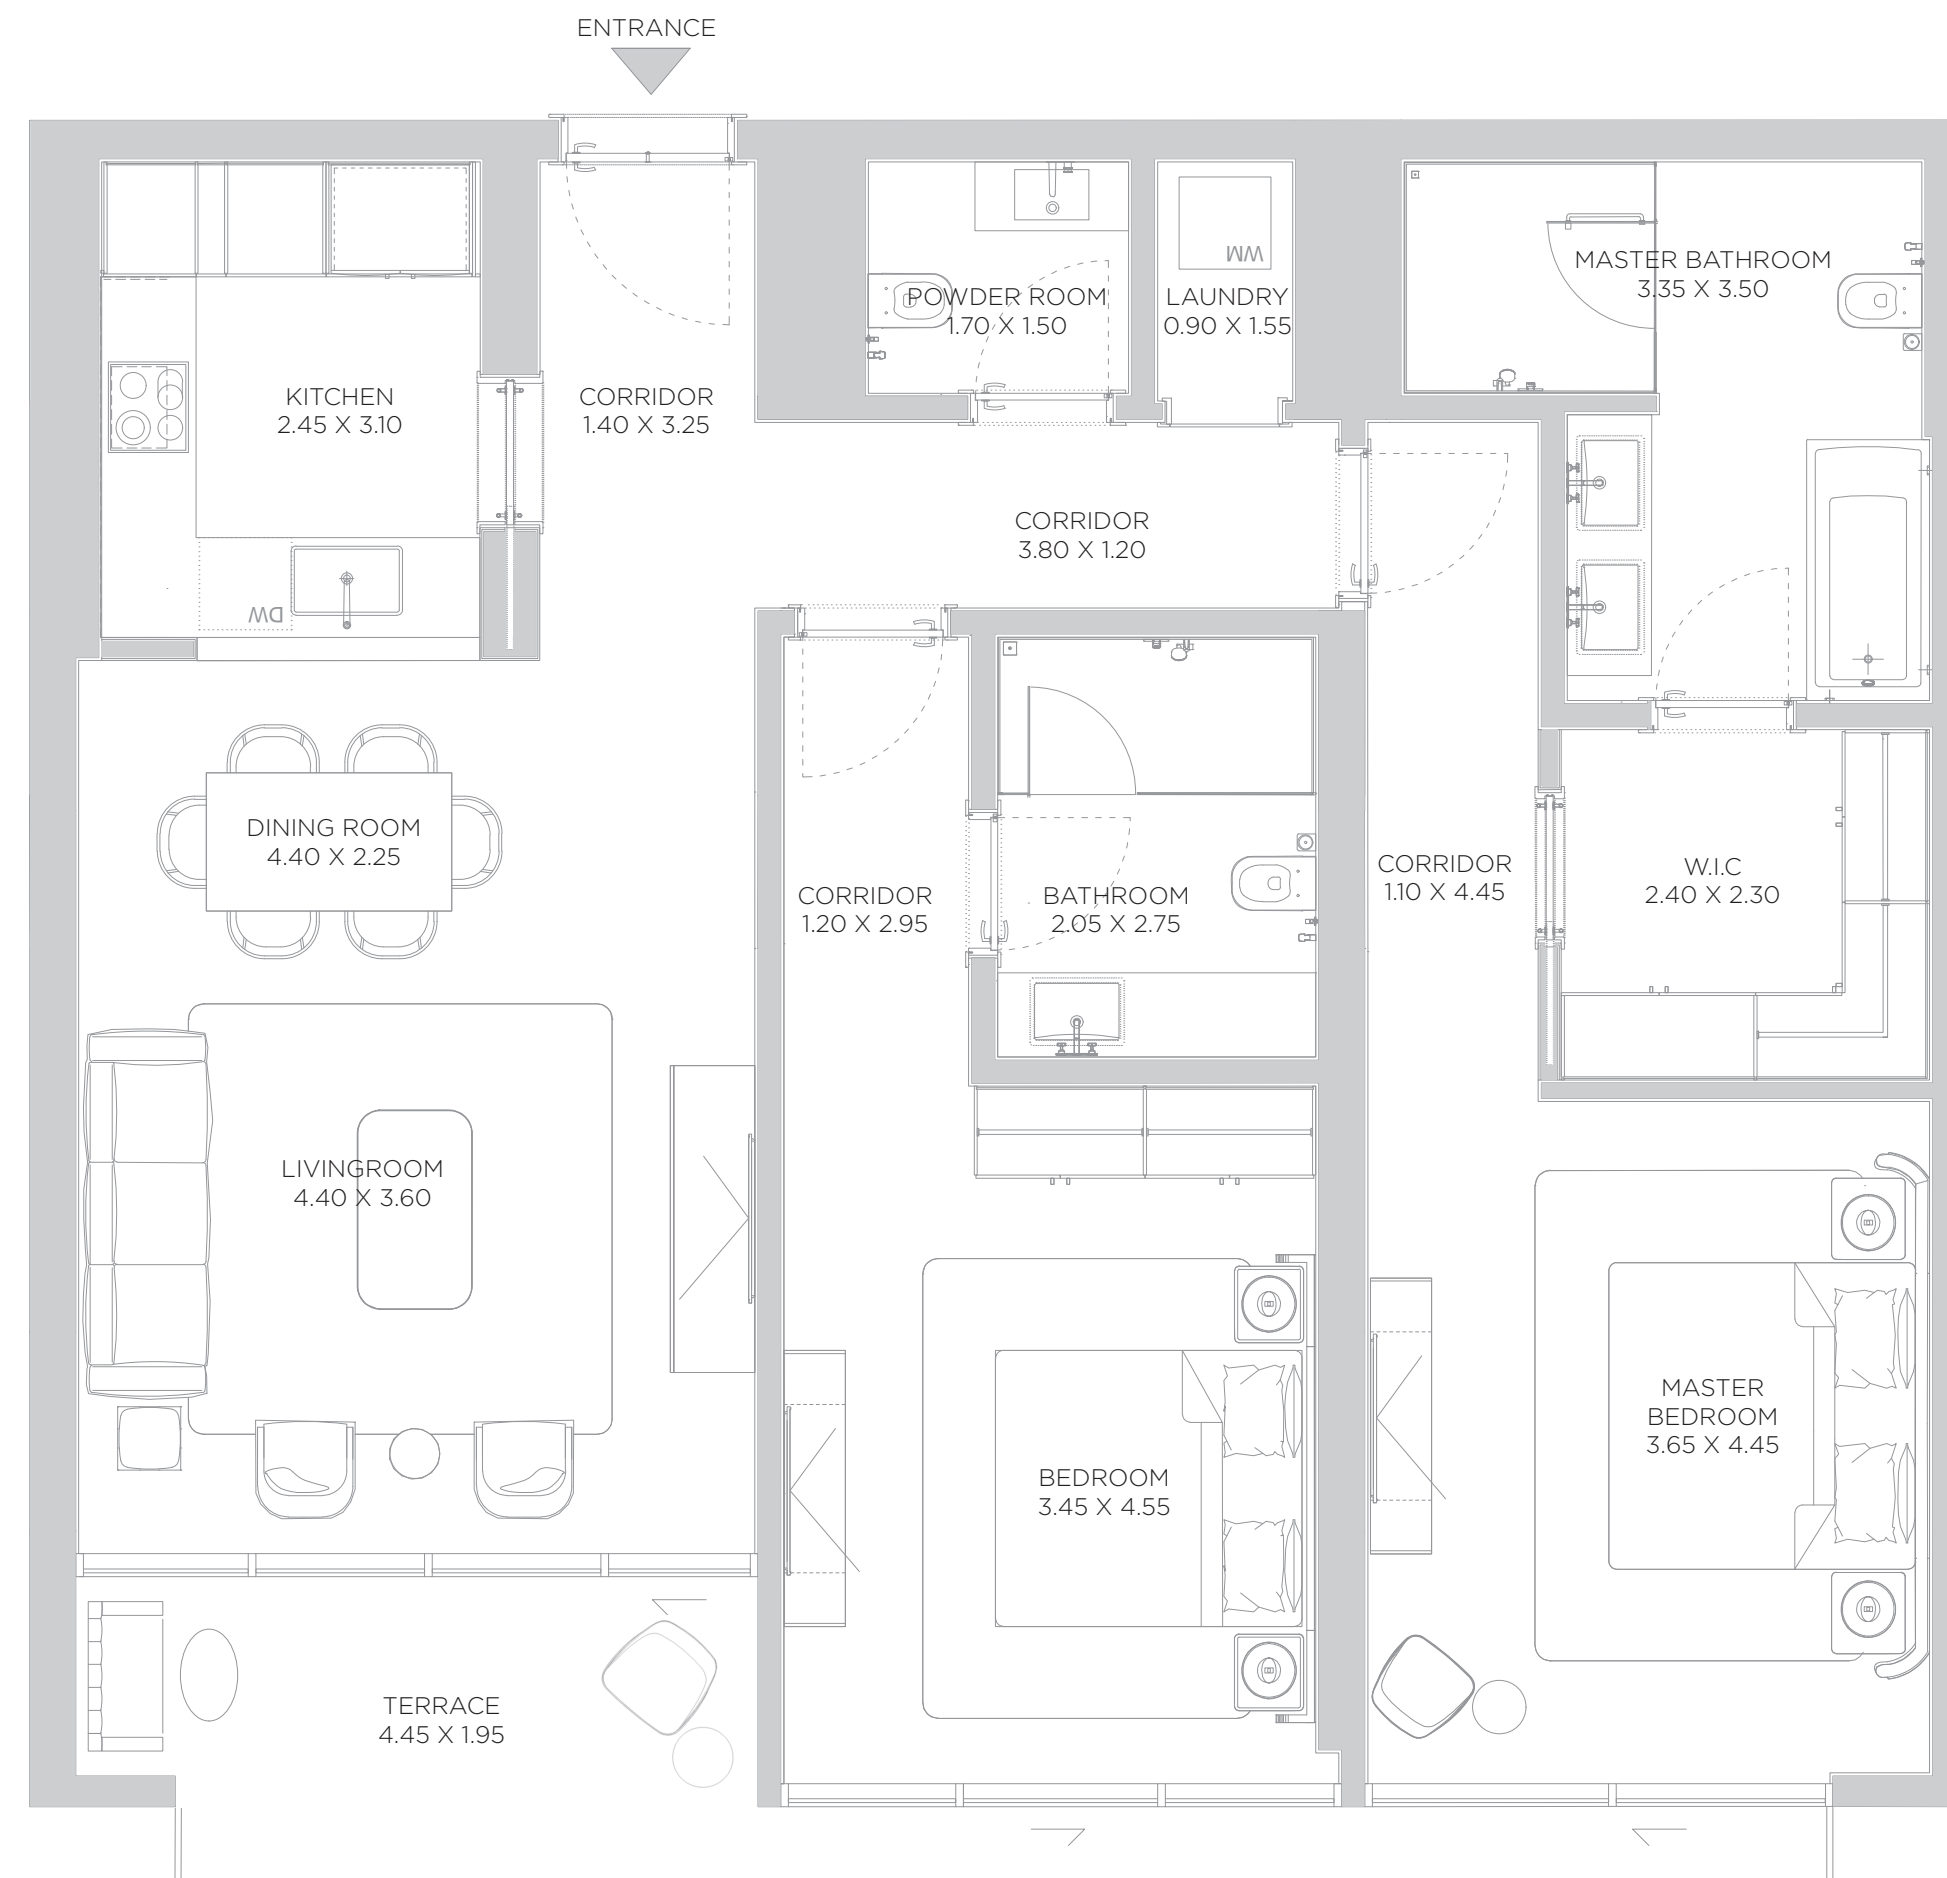 ENTRANCE
MASTER BATHROOM
3.35 X 3.50
WM
POWDER ROOM
1.70 X 1.50
LAUNDRY
0.90 X 1.55
KITCHEN
2.45 X 3.10
CORRIDOR
1.40 X 3.25
CORRIDOR
3.80 X 1.20
DW
DINING ROOM
4.40 X 2.25
CORRIDOR
1.20 X 2.95
BATHROOM
2.05 X 2.75
CORRIDOR
1.10 X 4.45
W.I.C
2.40 X 2.30
LIVINGROOM
4.40 X 3.60
MASTER
BEDROOM
3.65 X 4.45
BEDROOM
3.45 X 4.55
TERRACE
4.45 X 1.95